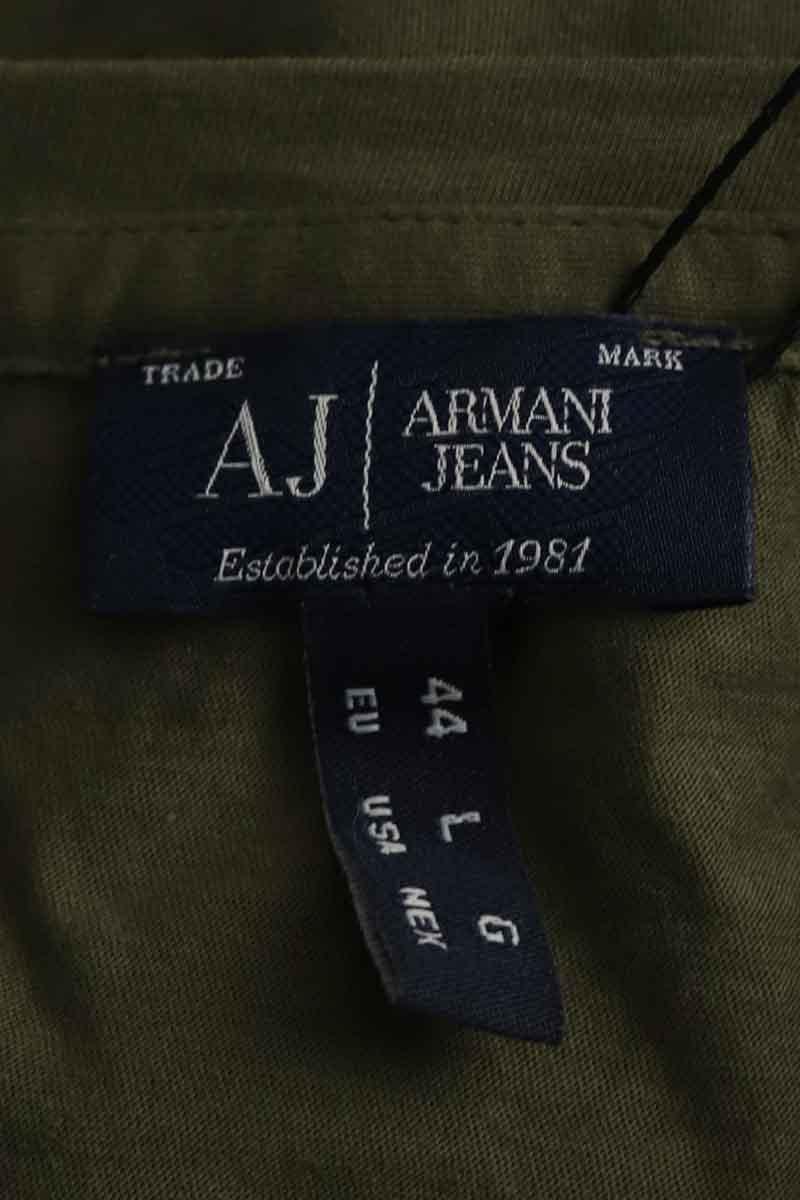 TRADE MARK
AJ ARMANI
JEANS
Established in 1981
44 L G
EU USA MEX